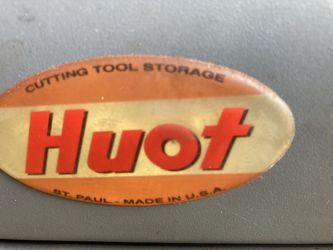 CUTTING TOOL STORAGE
Huot
ST. PAUL - MADE IN U.S.A.